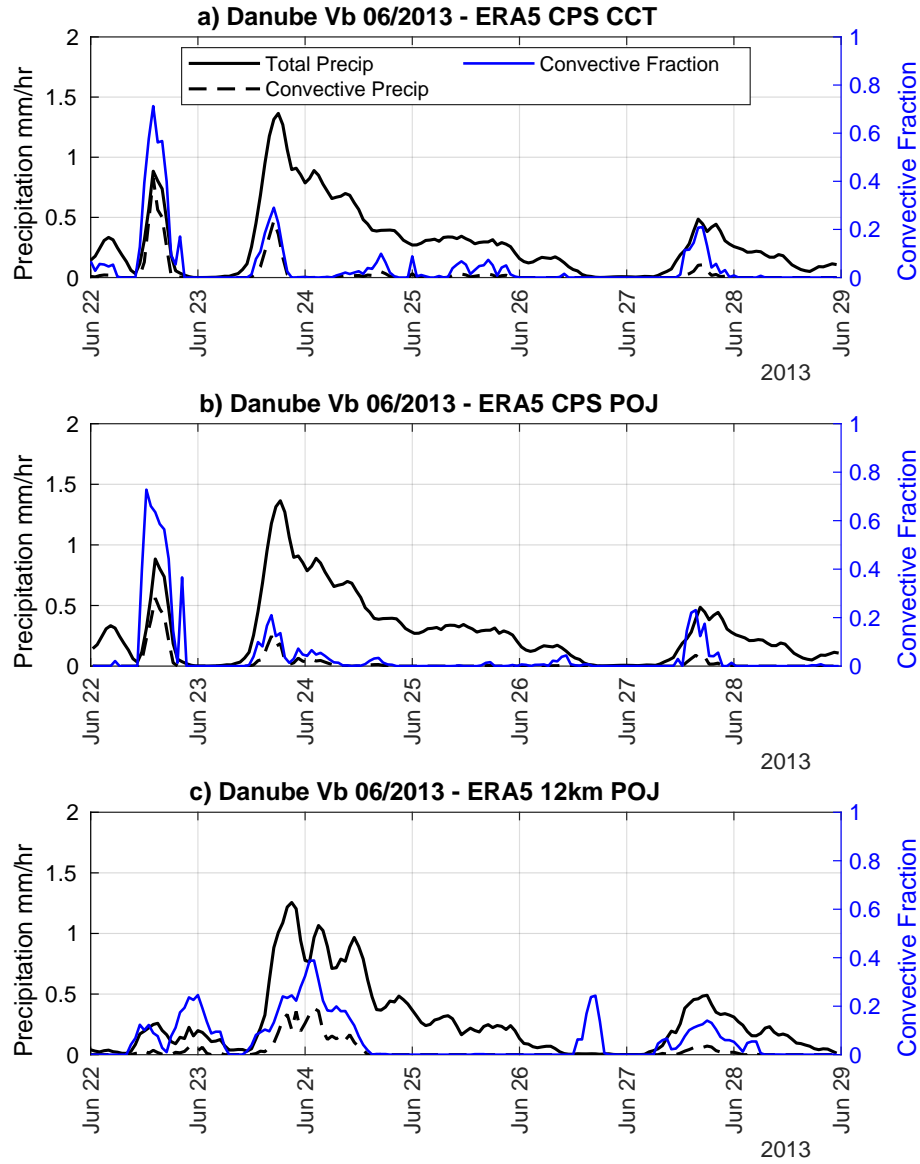 a) Danube Vb 06/2013 - ERA5 CPS CCT
Precipitation mm/hr
2
1.5
1
0.5
0
Total Precip
Convective Fraction
Convective Precip
1
0.8
0.6
0.4
0.2
0
Convective Fraction
Jun 22
Jun 23
Jun 24
Jun 25
Jun 26
Jun 27
Jun 28
Jun 29
2013
b) Danube Vb 06/2013 - ERA5 CPS POJ
Precipitation mm/hr
2
1.5
1
0.5
0
1
0.8
0.6
0.4
0.2
0
Convective Fraction
Jun 22
Jun 23
Jun 24
Jun 25
Jun 26
Jun 27
Jun 28
2013
c) Danube Vb 06/2013 - ERA5 12km POJ
Precipitation mm/hr
2
1.5
1
0.5
0
1
0.8
0.6
0.4
0.2
0
Convective Fraction
Jun 22
Jun 23
Jun 24
Jun 25
Jun 26
Jun 27
Jun 28
Jun 29
2013